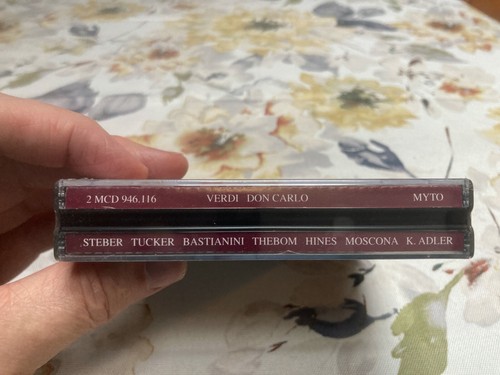 2 MCD 946.116 VERDI DON CARLO MYTO
STEBER TUCKER BASTIANINI THEBOM HINES MOSCONA K. ADLER